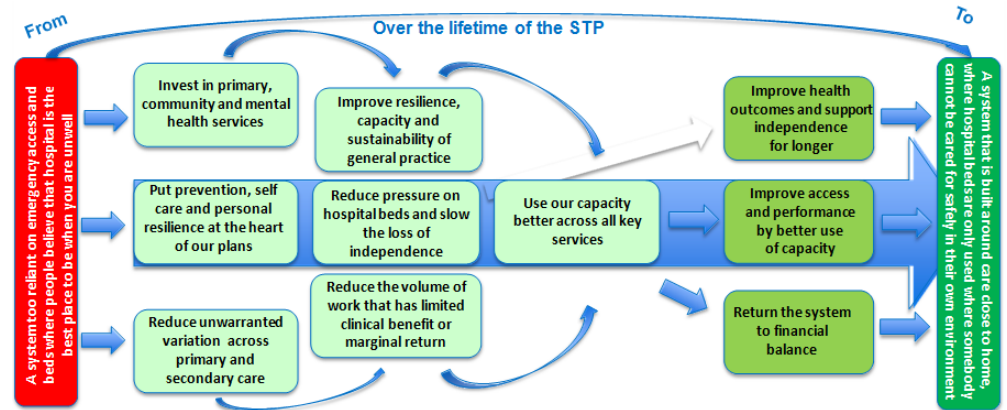 From
Over the lifetime of the STP
To
A system too reliant on emergency access and
beds where people believe that hospital is the
best place to be when you are unwell
Invest in primary,
community and mental
health services
Put prevention, self
care and personal
resilience at the heart
of our plans
Reduce unwarranted
variation across
primary and
secondary care
Improve resilience,
capacity and
sustainability of
general practice
Reduce pressure on
hospital beds and slow
the loss of
independence
Reduce the volume of
work that has limited
clinical benefit or
marginal return
Use our capacity
better across all key
services
Improve health
outcomes and support
independence
for longer
Improve access
and performance
by better use
of capacity
Return the system
to financial
balance
A system that is built around care close to home,
where hospital beds are only used where somebody
cannot be cared for safely in their own environment